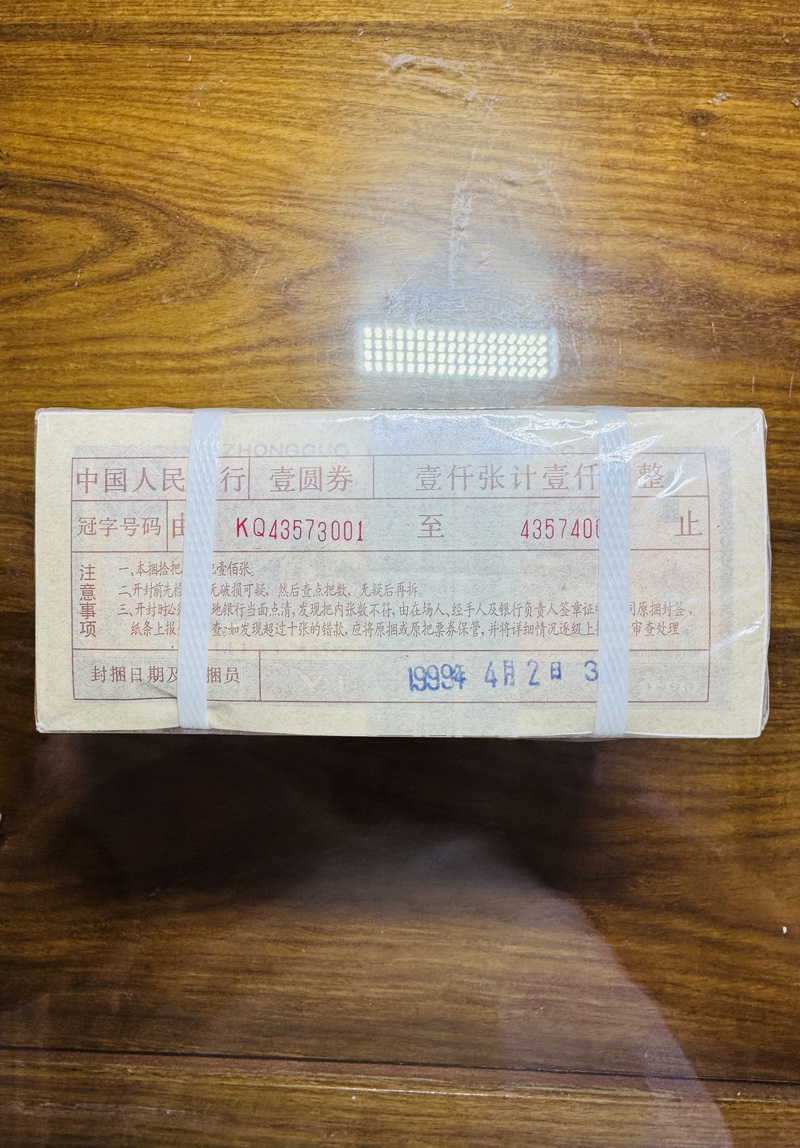 ZHONGGUO
中国人民 行 壹圆券 壹仟张计壹仟 整
冠字号码 由 KQ43573001 至 4357400 止
注意事项
一、本捆拾把 壹佰张。
二、开封前先检 无破损可疑，然后查点把数，无疑后再拆。
三、开封时必须 地银行当面点清，发现把内张数不符，由在场人、经手人及银行负责人签章证 同原捆封签，
纸条上报 查；如发现超过十张的错款，应将原捆或原把票券保管，并将详细情况逐级上 审查处理
封捆日期及 捆员 1999年 4月2日 3